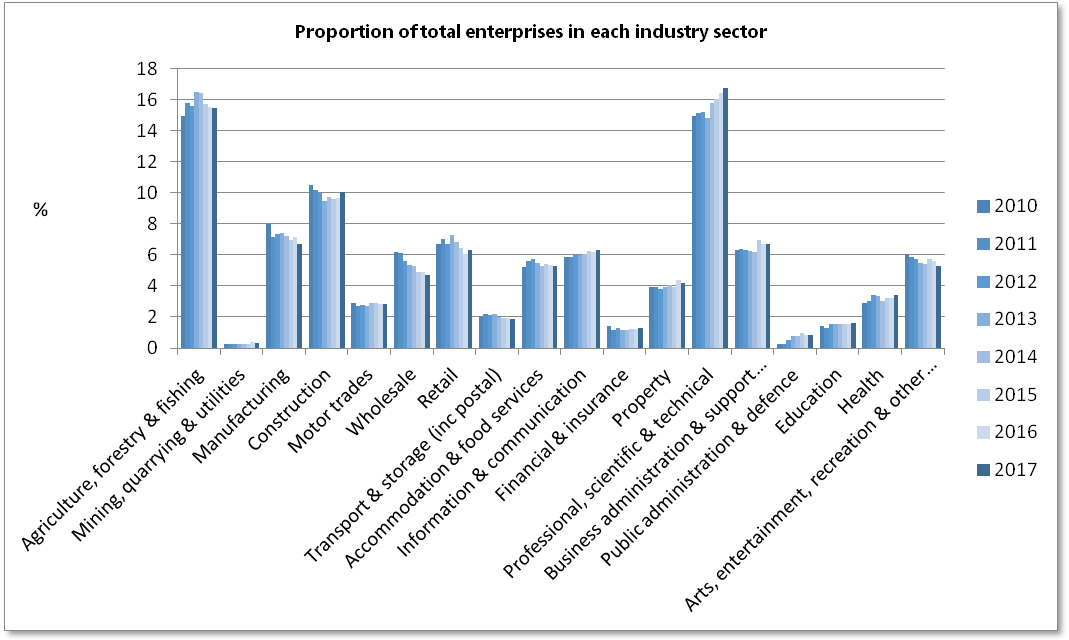 Proportion of total enterprises in each industry sector
%
18
16
14
12
10
8
6
4
2
0
Agriculture, forestry & fishing
Mining, quarrying & utilities
Manufacturing
Construction
Motor trades
Wholesale
Retail
Transport & storage (inc postal)
Accommodation & food services
Information & communication
Financial & insurance
Property
Professional, scientific & technical
Business administration & support...
Public administration & defence
Education
Health
Arts, entertainment, recreation & other...
2010
2011
2012
2013
2014
2015
2016
2017